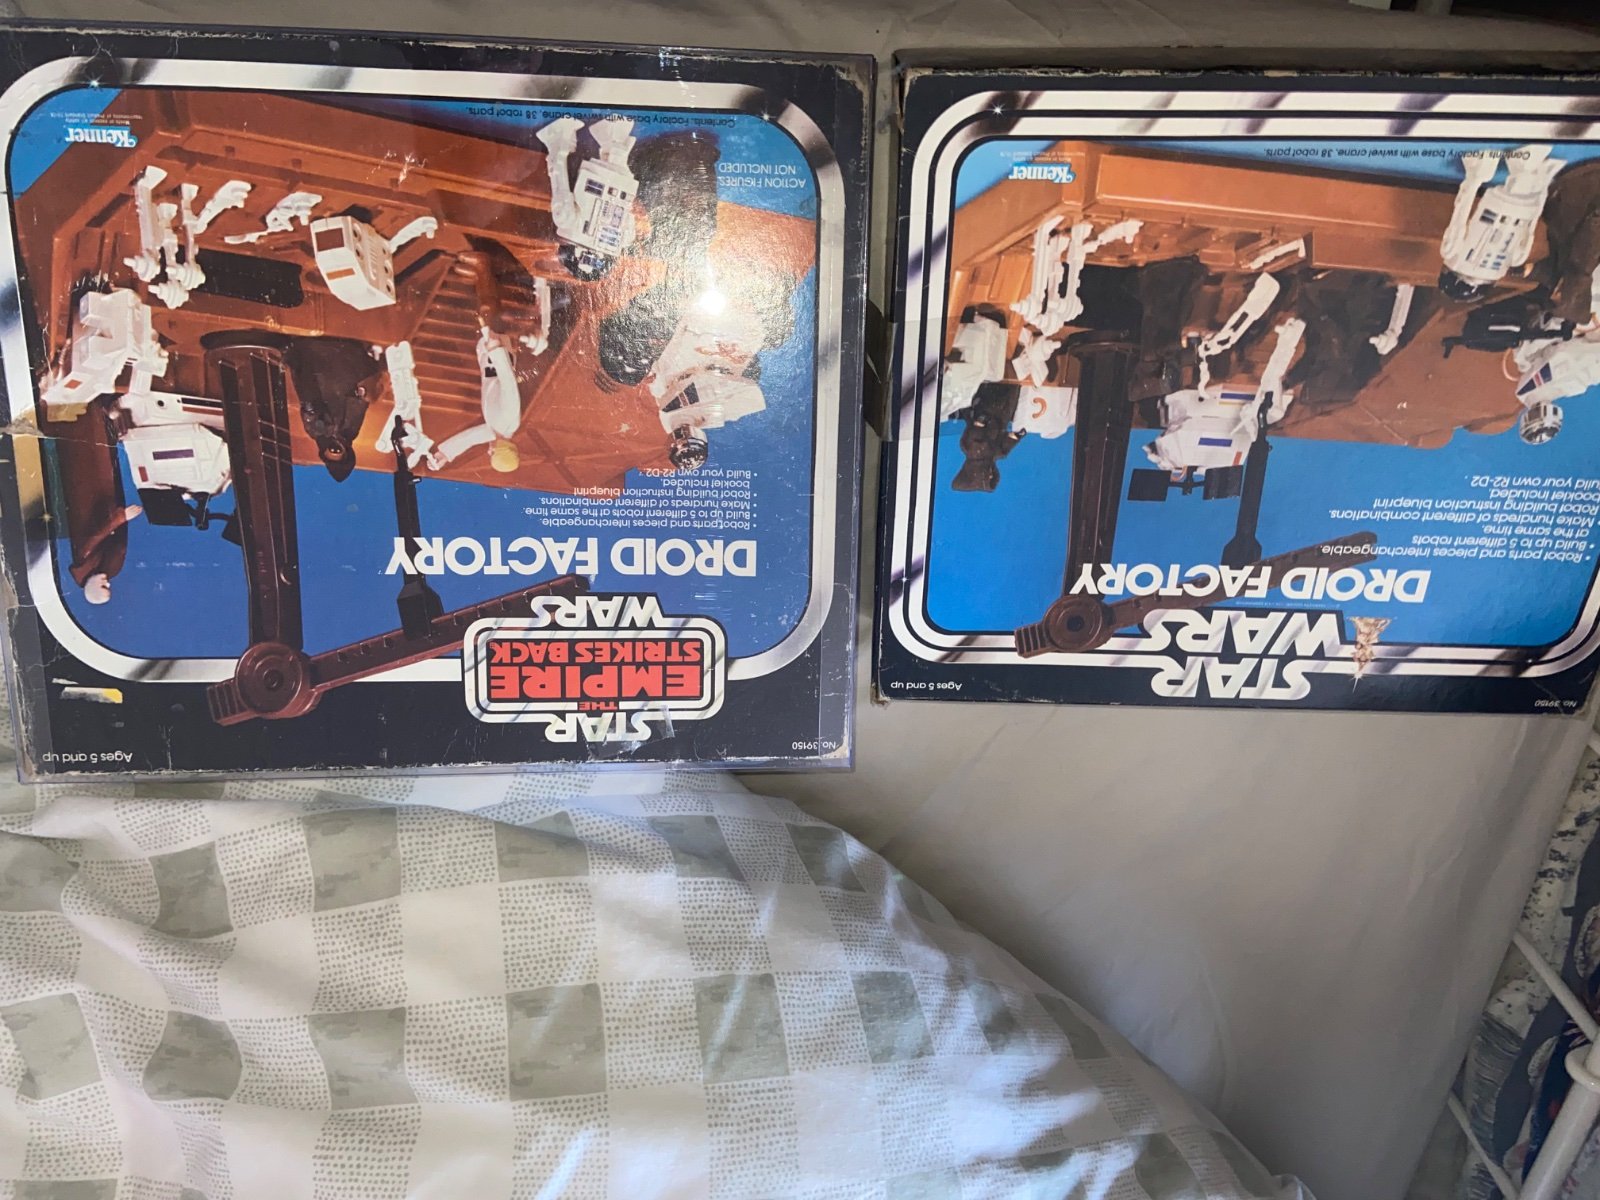 No. 39150
Ages 5 and up
STAR
WARS
DROID FACTORY
• Robot parts and pieces interchangeable.
• Build up to 5 different robots
at the same time.
• Make hundreds of different combinations.
Robot building instruction blueprint
booklet included.
uild your own R2-D2.
Kenner
Contents: Factory base with swivel crane, 38 robot parts.
No. 39150
Ages 5 and up
STAR
THE
EMPIRE
STRIKES BACK
WARS
DROID FACTORY
• Robot parts and pieces interchangeable.
• Build up to 5 different robots at the same time.
• Make hundreds of different combinations.
• Robot building instruction blueprint
booklet included.
• Build your own R2-D2.
ACTION FIGURES
NOT INCLUDED
Contents: Factory base with swivel crane, 38 robot parts.
Kenner